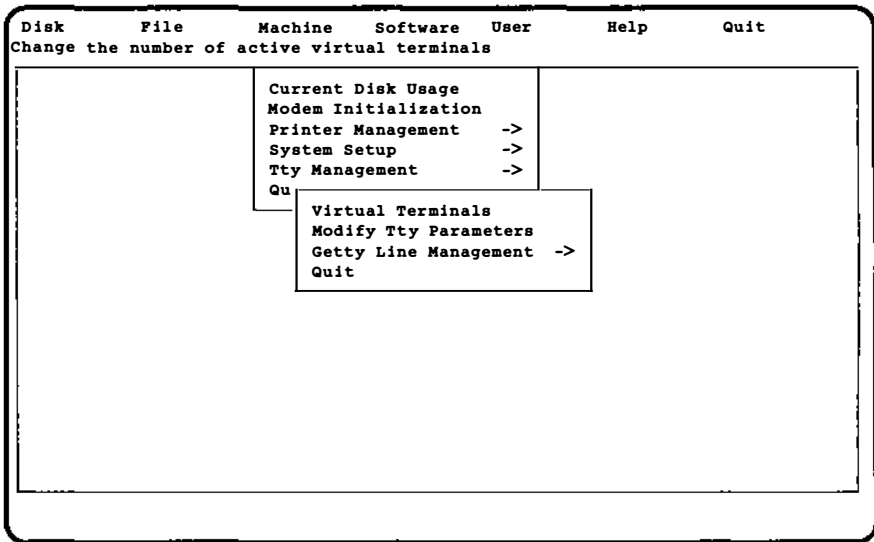 Disk File Machine Software User Help Quit
Change the number of active virtual terminals
Current Disk Usage
Modem Initialization
Printer Management ->
System Setup ->
Tty Management ->
Qu
Virtual Terminals
Modify Tty Parameters
Getty Line Management ->
Quit